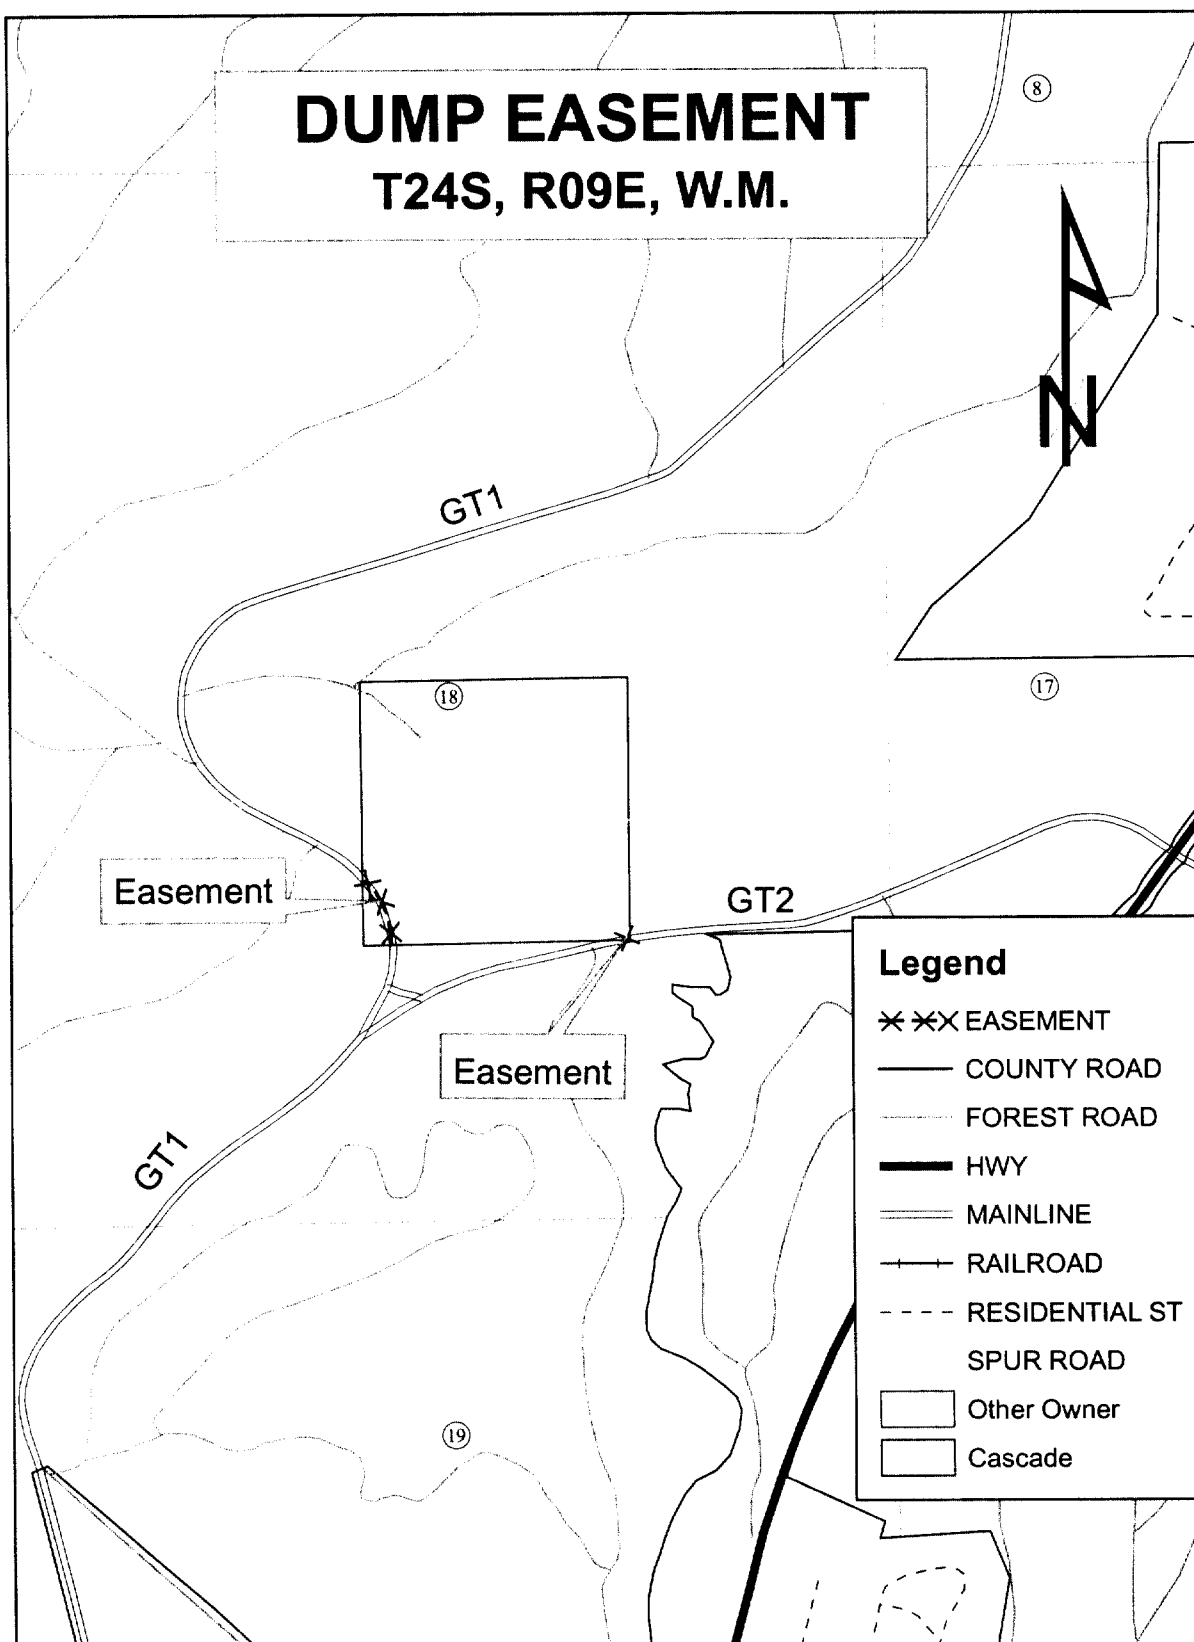 DUMP EASEMENT
T24S, R09E, W.M.
8
N
GT1
18
17
Easement
GT2
Easement
GT1
19
Legend
EASEMENT
COUNTY ROAD
FOREST ROAD
HWY
MAINLINE
RAILROAD
RESIDENTIAL ST
SPUR ROAD
Other Owner
Cascade